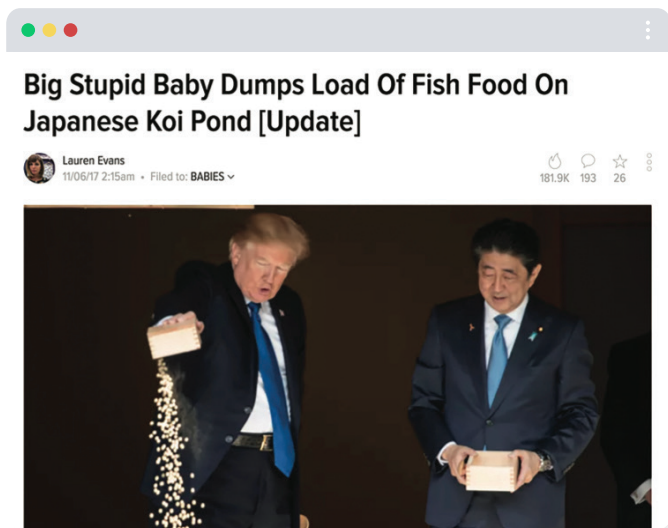 Big Stupid Baby Dumps Load Of Fish Food On
Japanese Koi Pond [Update]
Lauren Evans
11/06/17 2:15am • Filed to: BABIES
181.9K 193 26